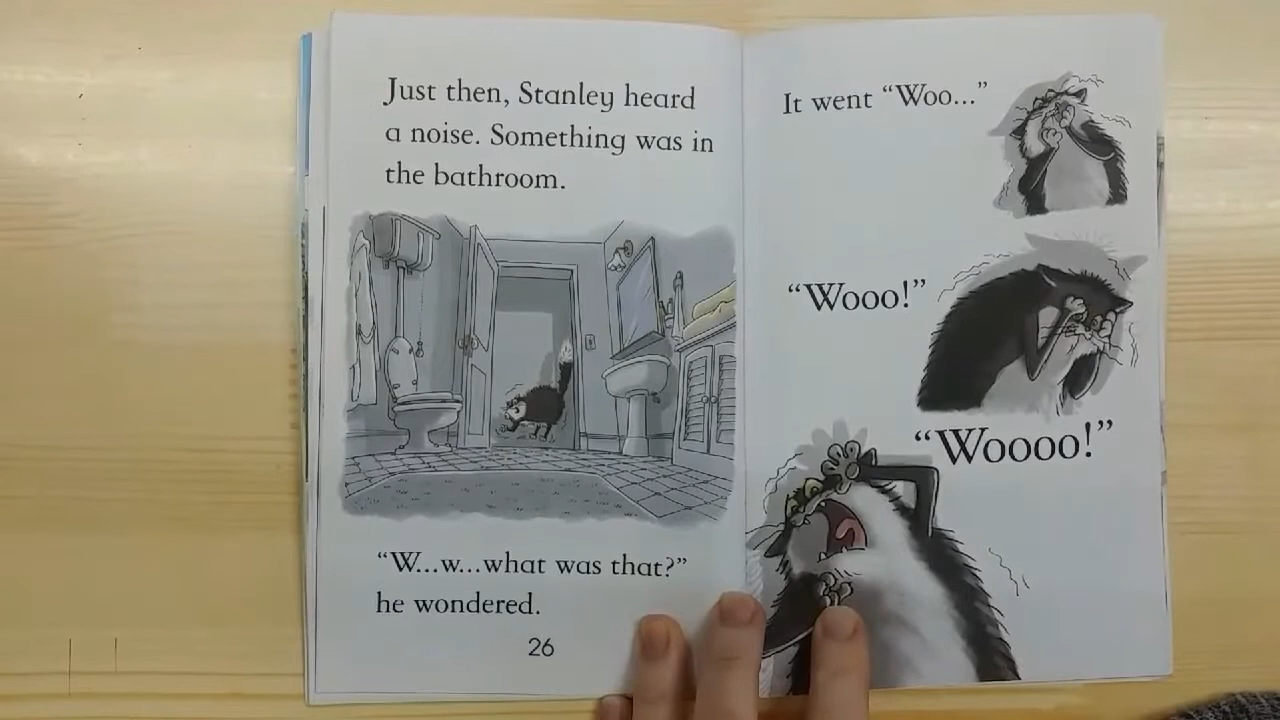 Just then, Stanley heard
a noise. Something was in
the bathroom.
“W...w...what was that?”
he wondered.
26
It went “Woo...”
“Wooo!”
“Woooo!”